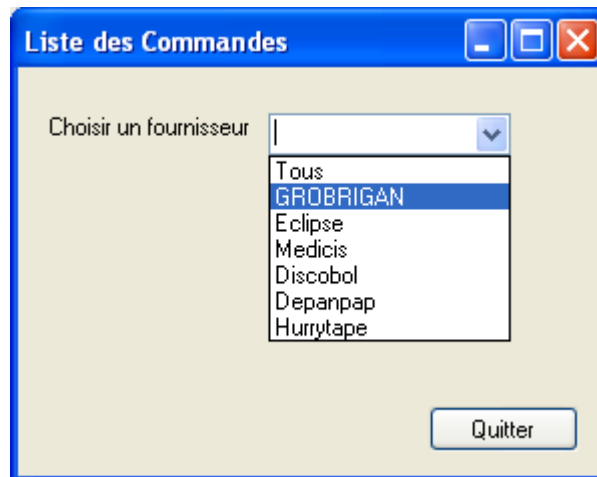 Liste des Commandes
Choisir un fournisseur
Tous
GROBRIGAN
Eclipse
Medicis
Discobol
Depanpap
Hurrytape
Quitter